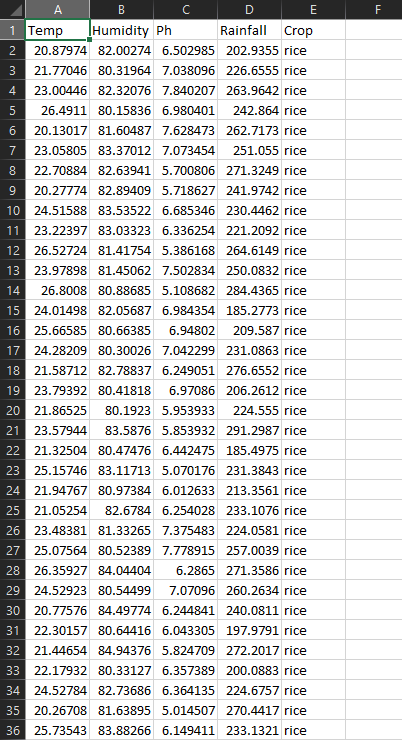 A B C D E F
1 Temp Humidity Ph Rainfall Crop
2 20.87974 82.00274 6.502985 202.9355 rice
3 21.77046 80.31964 7.038096 226.6555 rice
4 23.00446 82.32076 7.840207 263.9642 rice
5 26.4911 80.15836 6.980401 242.864 rice
6 20.13017 81.60487 7.628473 262.7173 rice
7 23.05805 83.37012 7.073454 251.055 rice
8 22.70884 82.63941 5.700806 271.3249 rice
9 20.27774 82.89409 5.718627 241.9742 rice
10 24.51588 83.53522 6.685346 230.4462 rice
11 23.22397 83.03323 6.336254 221.2092 rice
12 26.52724 81.41754 5.386168 264.6149 rice
13 23.97898 81.45062 7.502834 250.0832 rice
14 26.8008 80.88685 5.108682 284.4365 rice
15 24.01498 82.05687 6.984354 185.2773 rice
16 25.66585 80.66385 6.94802 209.587 rice
17 24.28209 80.30026 7.042299 231.0863 rice
18 21.58712 82.78837 6.249051 276.6552 rice
19 23.79392 80.41818 6.97086 206.2612 rice
20 21.86525 80.1923 5.953933 224.555 rice
21 23.57944 83.5876 5.853932 291.2987 rice
22 21.32504 80.47476 6.442475 185.4975 rice
23 25.15746 83.11713 5.070176 231.3843 rice
24 21.94767 80.97384 6.012633 213.3561 rice
25 21.05254 82.6784 6.254028 233.1076 rice
26 23.48381 81.33265 7.375483 224.0581 rice
27 25.07564 80.52389 7.778915 257.0039 rice
28 26.35927 84.04404 6.2865 271.3586 rice
29 24.52923 80.54499 7.07096 260.2634 rice
30 20.77576 84.49774 6.244841 240.0811 rice
31 22.30157 80.64416 6.043305 197.9791 rice
32 21.44654 84.94376 5.824709 272.2017 rice
33 22.17932 80.33127 6.357389 200.0883 rice
34 24.52784 82.73686 6.364135 224.6757 rice
35 20.26708 81.63895 5.014507 270.4417 rice
36 25.73543 83.88266 6.149411 233.1321 rice